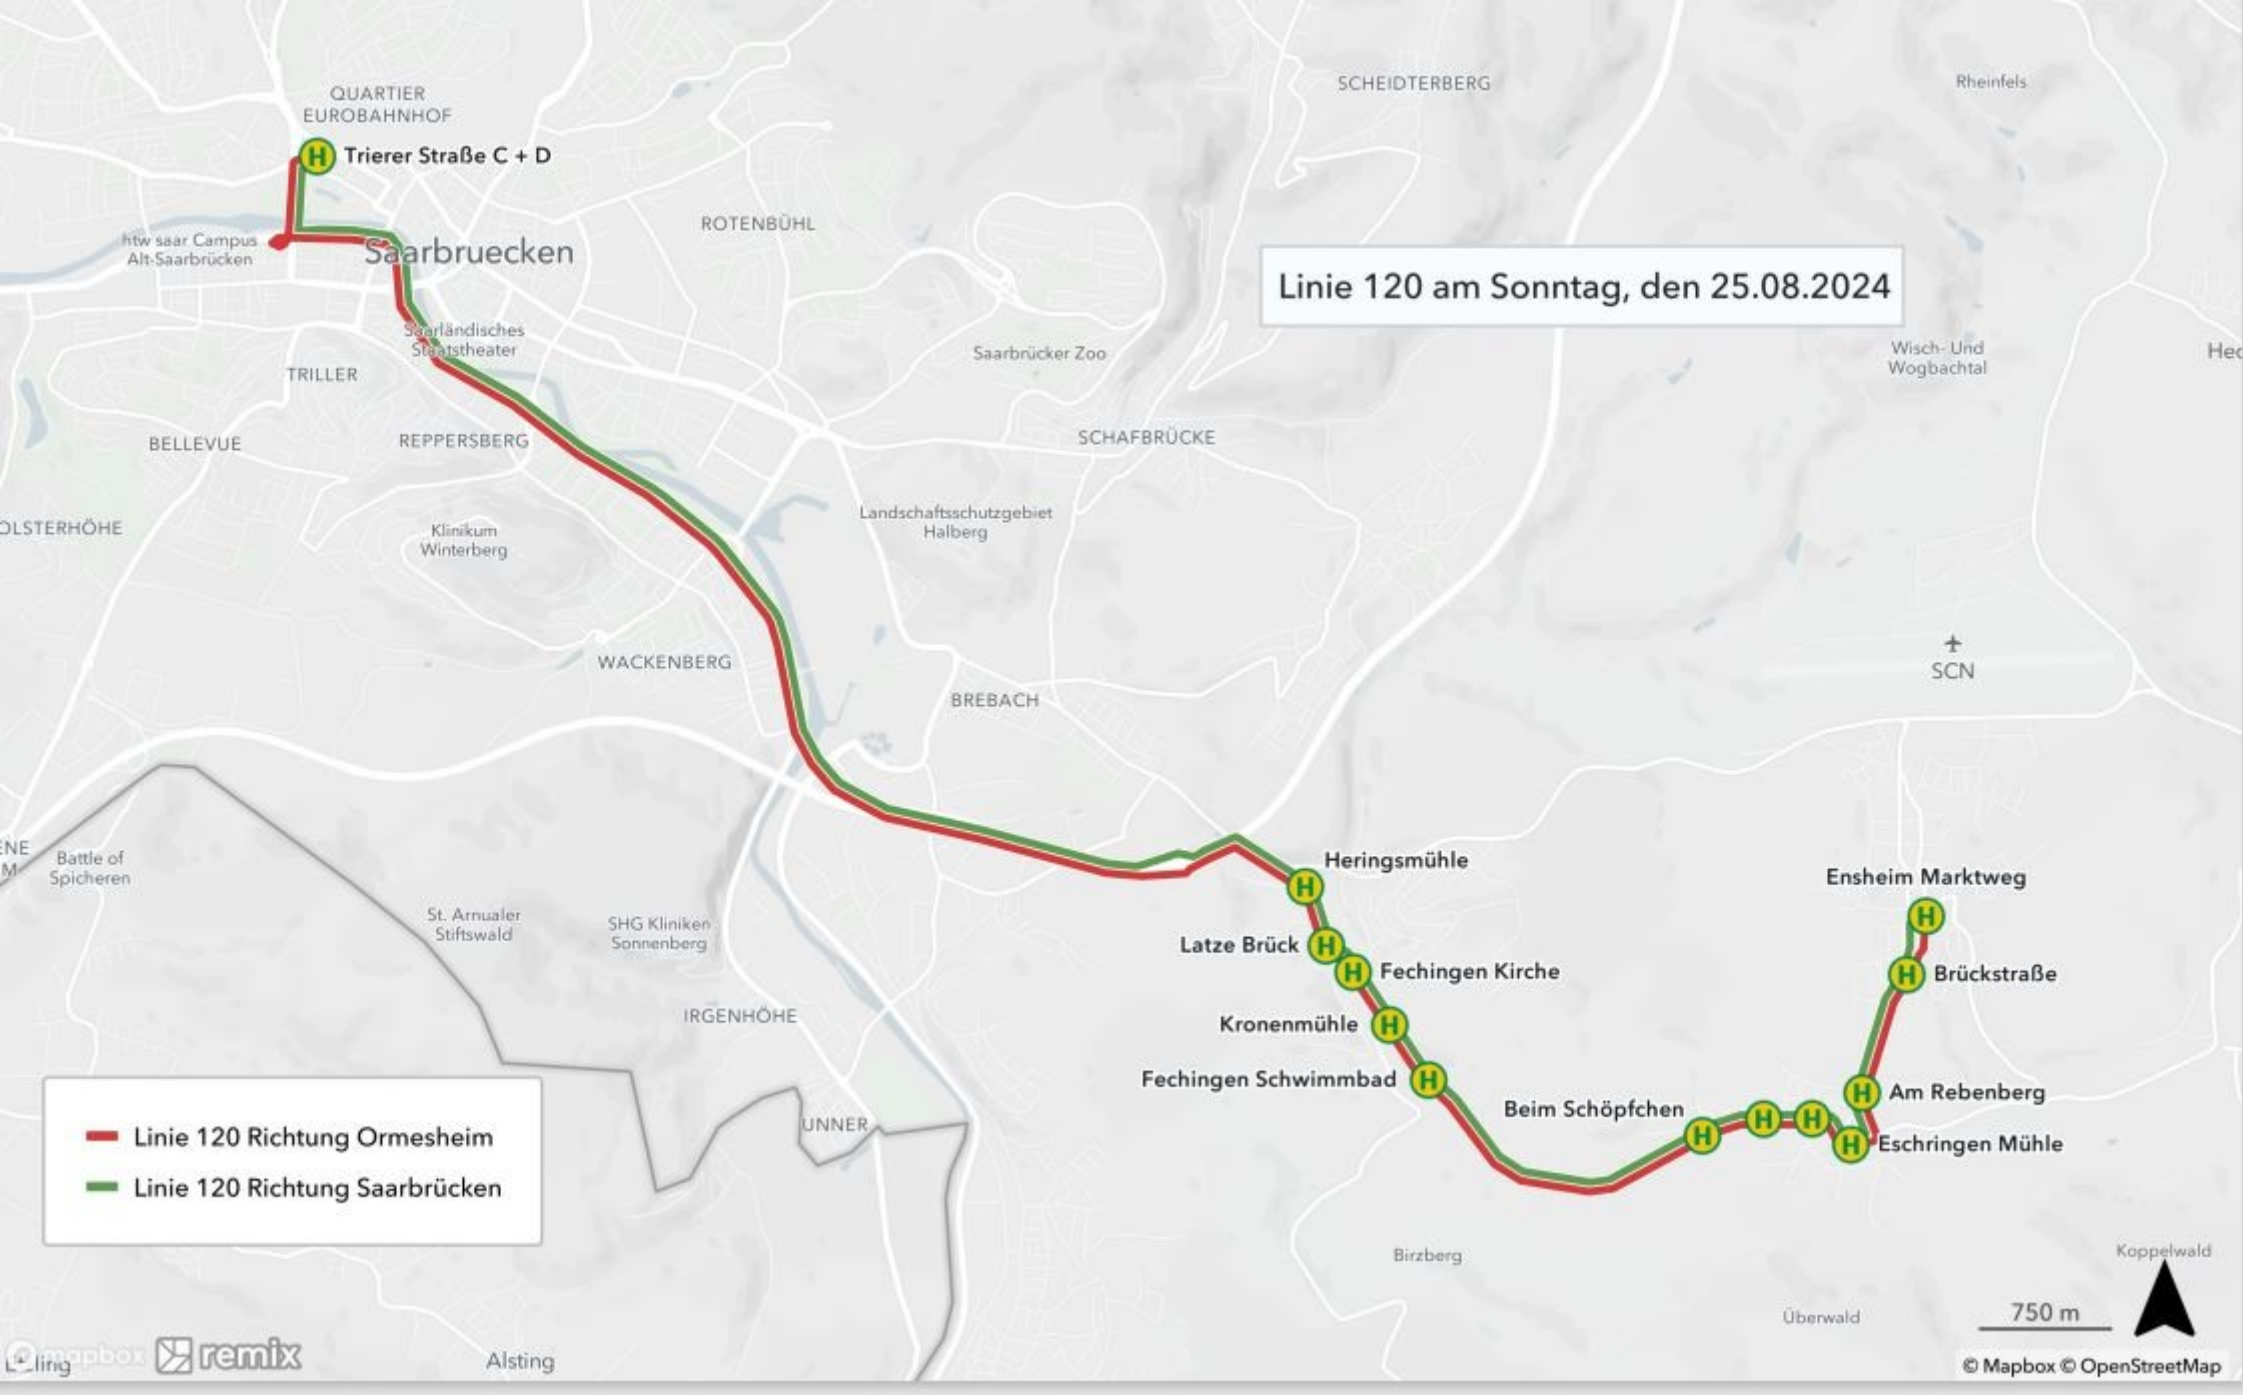 QUARTIER
EUROBAHNHOF
Trierer Straße C + D
SCHEIDTERBERG
Rheinfels
htw saar Campus
Alt-Saarbrücken
Saarbruecken
ROTENBÜHL
Linie 120 am Sonntag, den 25.08.2024
Saarländisches
Staatstheater
TRILLER
Saarbrücker Zoo
Wisch- Und
Wogbachtal
Hec
BELLEVUE
REPPERSBERG
SCHAFBRÜCKE
OLSTERHÖHE
Klinikum
Winterberg
Landschaftsschutzgebiet
Halberg
WACKENBERG
BREBACH
SCN
ENE
M
Battle of
Spicheren
St. Arnualer
Stiftswald
SHG Kliniken
Sonnenberg
IRGENHÖHE
UNNER
Heringsmühle
Latze Brück
Fechingen Kirche
Kronenmühle
Fechingen Schwimmbad
Beim Schöpfchen
Ensheim Marktweg
Brückstraße
Am Rebenberg
Eschringen Mühle
H
H
H
H
H
H
H
H
H
H
H
H
H
Linie 120 Richtung Ormesheim
Linie 120 Richtung Saarbrücken
Birzberg
Koppelwald
Überwald
750 m
mapbox
remix
Alsting
© Mapbox © OpenStreetMap